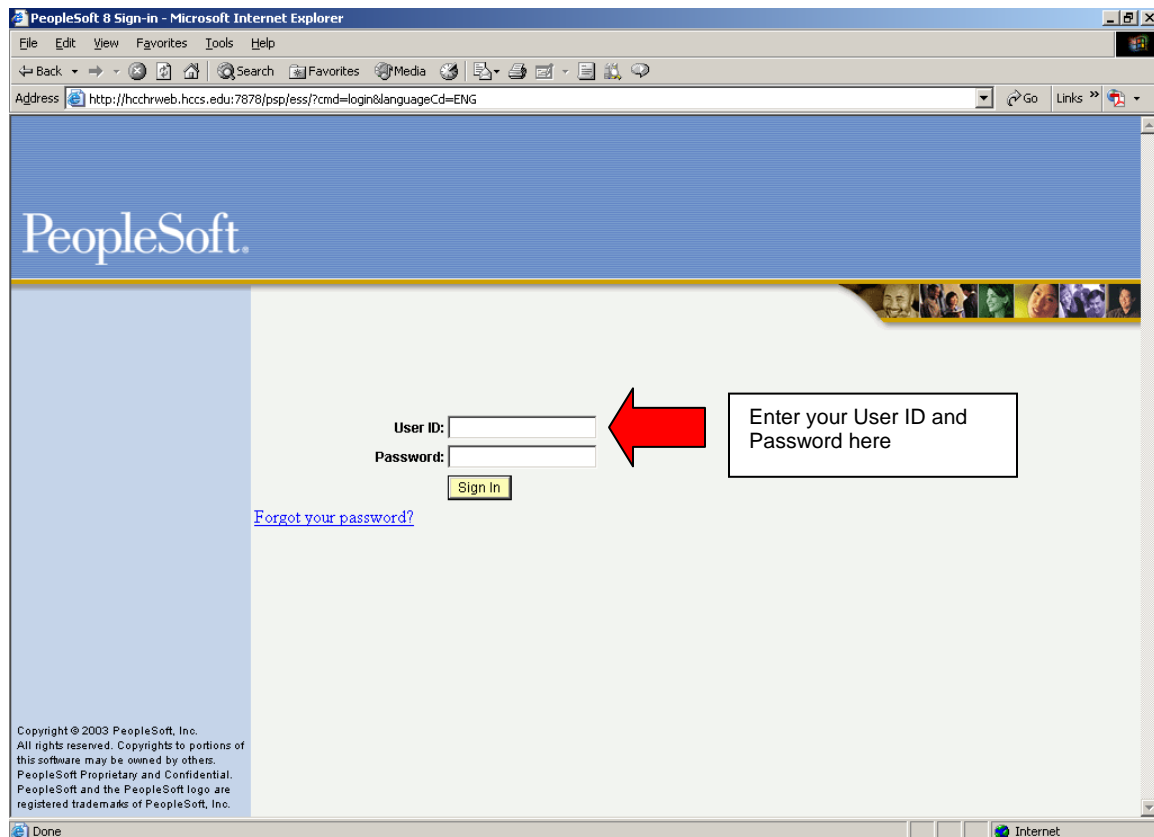 PeopleSoft 8 Sign-in - Microsoft Internet Explorer
File Edit View Favorites Tools Help
Back Search Favorites Media
Address http://hcchrweb.hccs.edu:7878/psp/ess/?cmd=login&languageCd=ENG Go Links »
PeopleSoft.
User ID:
Enter your User ID and
Password here
Password:
Sign In
Forgot your password?
Copyright © 2003 PeopleSoft, Inc.
All rights reserved. Copyrights to portions of
this software may be owned by others.
PeopleSoft Proprietary and Confidential.
PeopleSoft and the PeopleSoft logo are
registered trademarks of PeopleSoft, Inc.
Done Internet